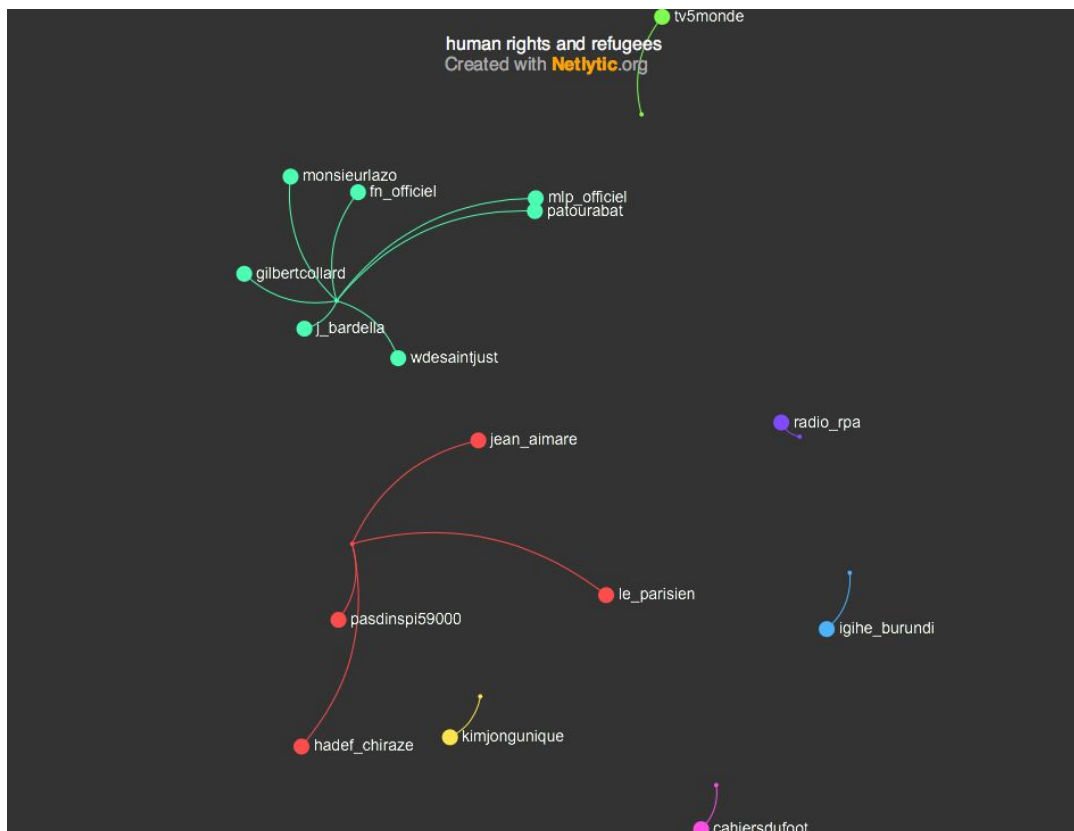 tv5monde
human rights and refugees
Created with Netlytic.org
monsieurlazo
fn_officiel
mlp_officiel
patourabat
gilbertcollard
j_bardella
wdesaintjust
radio_rpa
jean_aimare
le_parisien
pasdinspi59000
igihe_burundi
kimjongunique
hadef_chiraze
cahiersdufoot